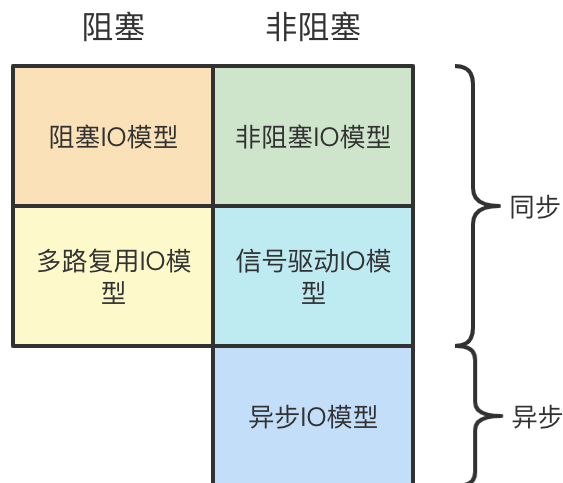 阻塞 非阻塞
阻塞IO模型 非阻塞IO模型
同步
多路复用IO模
型
信号驱动IO模
型
异步IO模型 异步